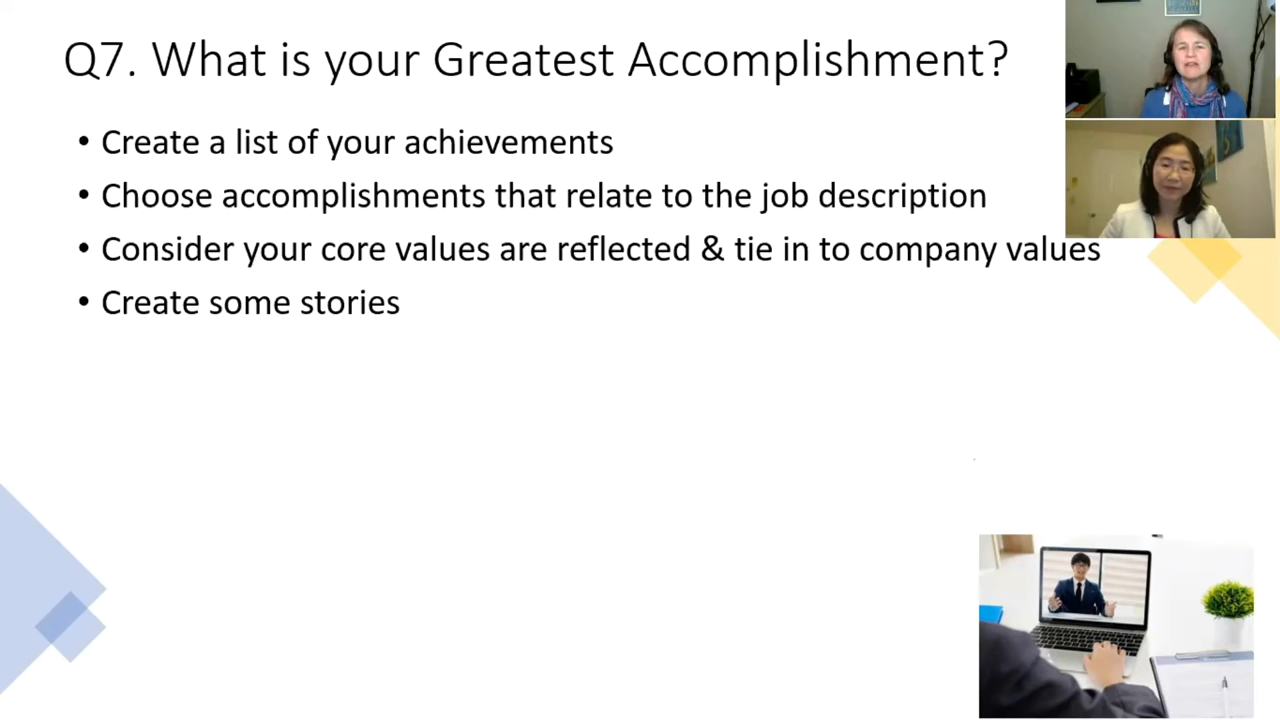 Q7. What is your Greatest Accomplishment?
• Create a list of your achievements
• Choose accomplishments that relate to the job description
• Consider your core values are reflected & tie in to company values
• Create some stories